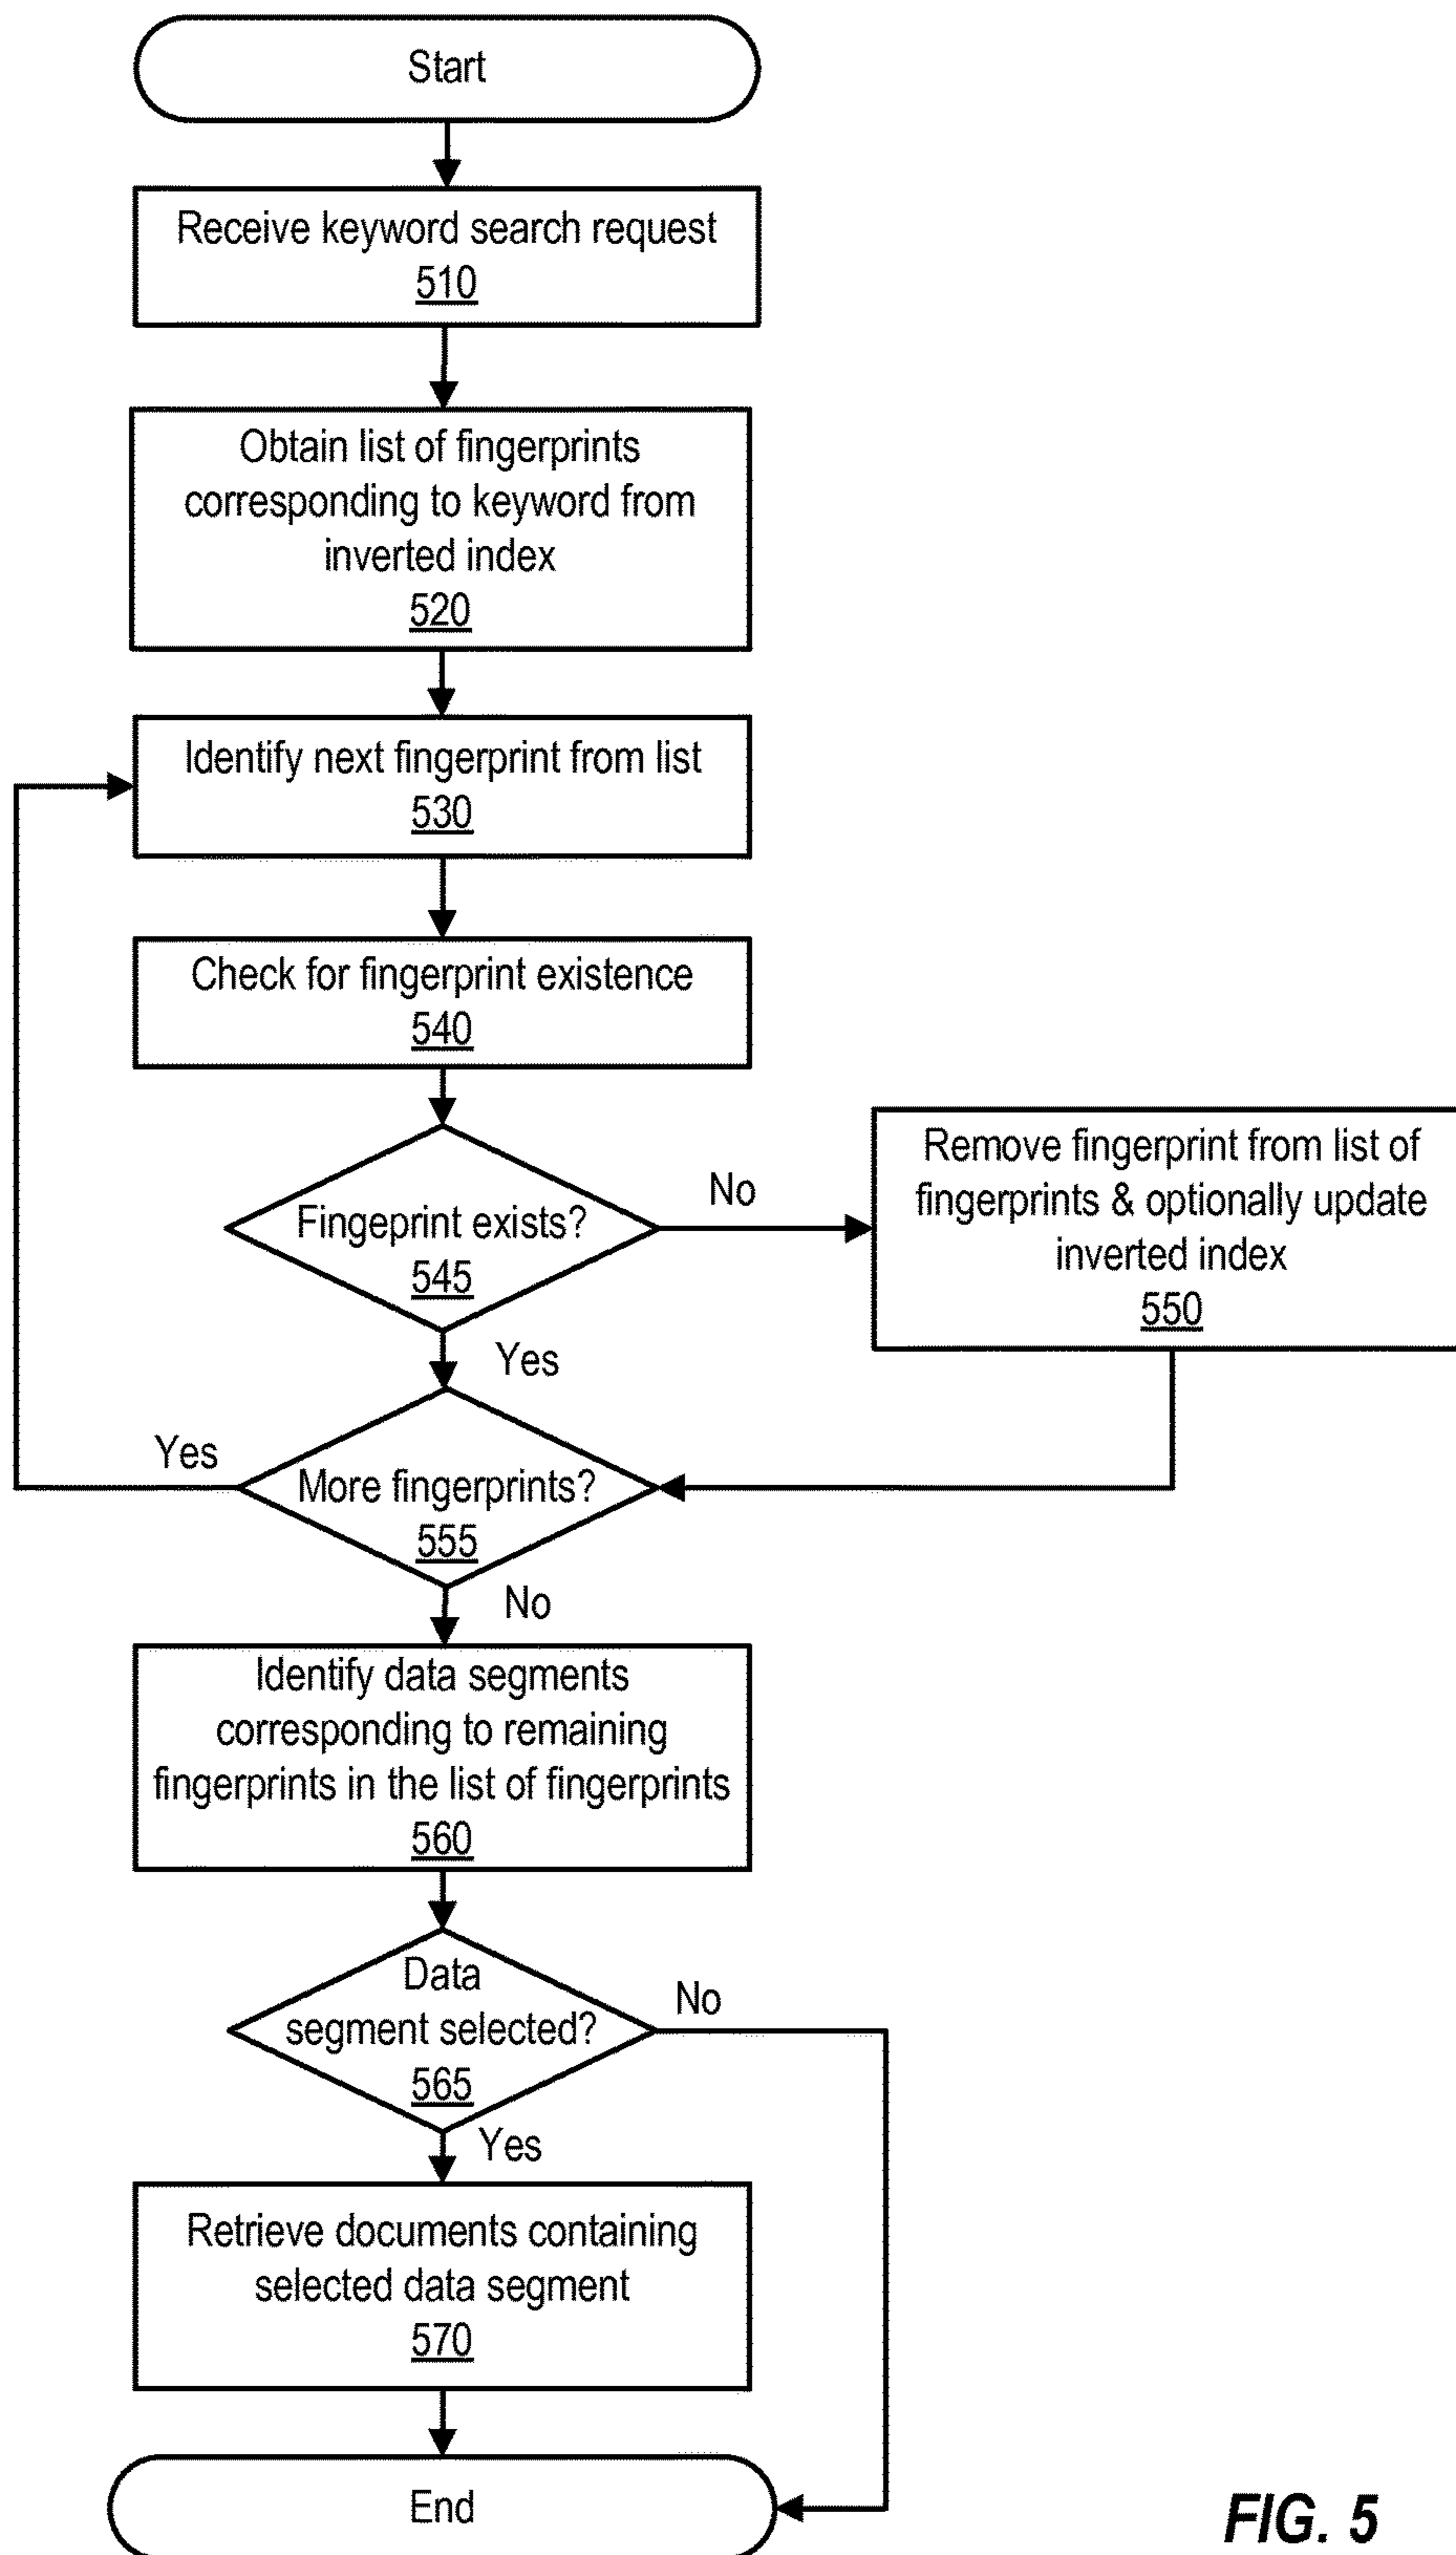 Start
Receive keyword search request
510
Obtain list of fingerprints
corresponding to keyword from
inverted index
520
Identify next fingerprint from list
530
Check for fingerprint existence
540
Fingeprint exists?
545
No
Remove fingerprint from list of
fingerprints & optionally update
inverted index
550
Yes
Yes
More fingerprints?
555
No
Identify data segments
corresponding to remaining
fingerprints in the list of fingerprints
560
Data
segment selected?
565
No
Yes
Retrieve documents containing
selected data segment
570
End
FIG. 5